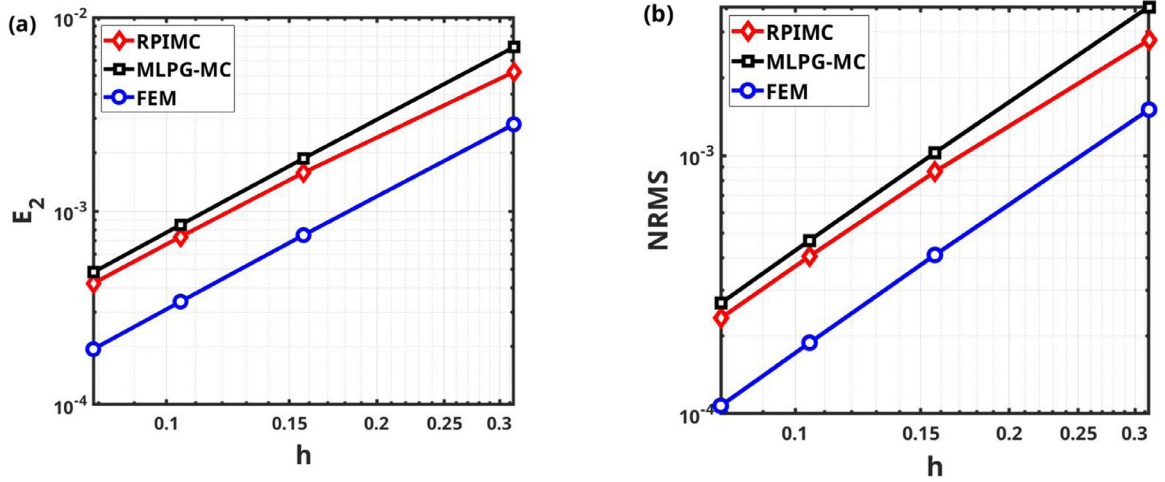 (a)
10^-2
RPIMC
MLPG-MC
FEM
E_2
10^-3
10^-4
0.1
0.15
0.2
0.25
0.3
h
(b)
RPIMC
MLPG-MC
FEM
NRMS
10^-3
10^-4
0.1
0.15
0.2
0.25
0.3
h